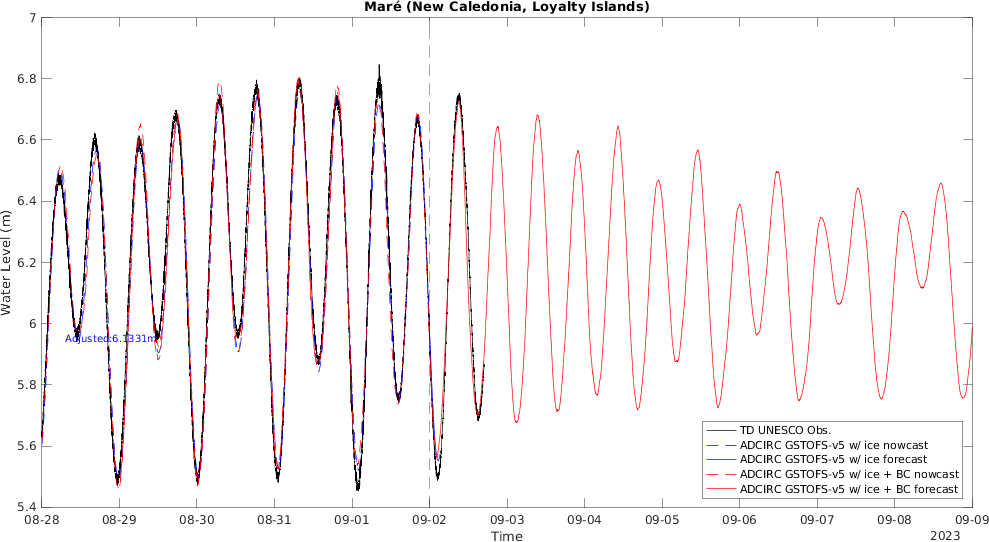 Maré (New Caledonia, Loyalty Islands)
7
6.8
6.6
6.4
6.2
6
5.8
5.6
5.4
Water Level (m)
Adjusted:6.1331m
TD UNESCO Obs.
ADCIRC GSTOFS-v5 w/ ice nowcast
ADCIRC GSTOFS-v5 w/ ice forecast
ADCIRC GSTOFS-v5 w/ ice + BC nowcast
ADCIRC GSTOFS-v5 w/ ice + BC forecast
08-28 08-29 08-30 08-31 09-01 09-02 09-03 09-04 09-05 09-06 09-07 09-08 09-09
Time
2023